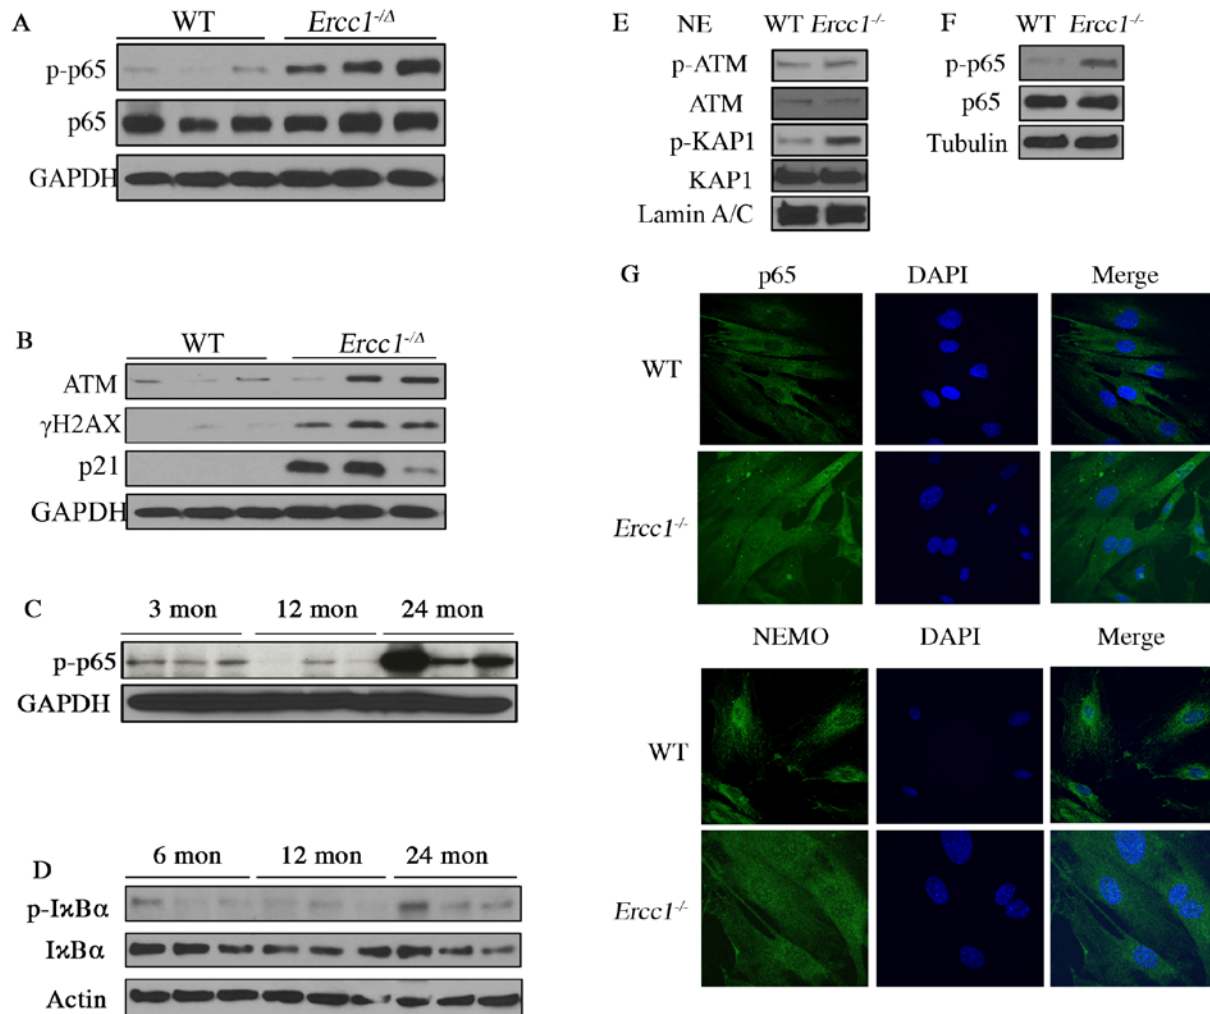 A
WT Ercc1-/Δ
p-p65
p65
GAPDH
B
WT Ercc1-/Δ
ATM
γH2AX
p21
GAPDH
C
3 mon 12 mon 24 mon
p-p65
GAPDH
D
6 mon 12 mon 24 mon
p-IϰBα
IϰBα
Actin
E NE WT Ercc1-/-
p-ATM
ATM
p-KAP1
KAP1
Lamin A/C
F WT Ercc1-/-
p-p65
p65
Tubulin
G
p65 DAPI Merge
WT
Ercc1-/-
NEMO DAPI Merge
WT
Ercc1-/-